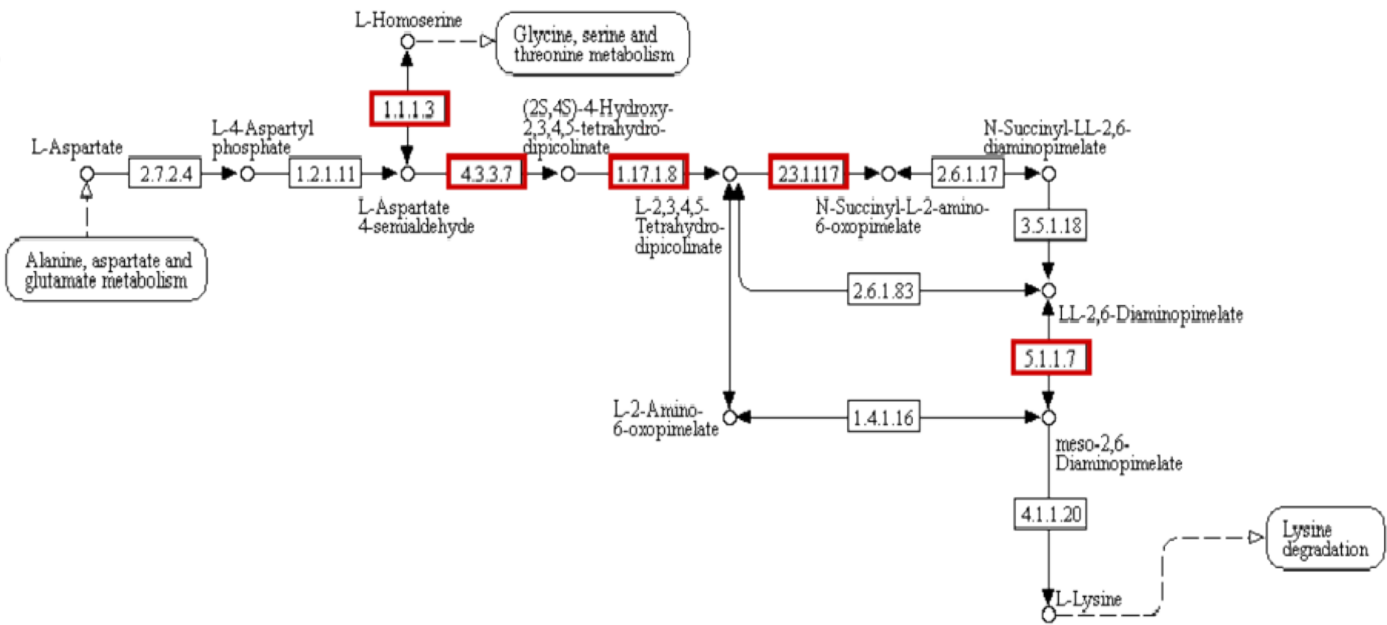 L-Homoserine
Glycine, serine and
threonine metabolism
1.1.1.3
(2S,4S)-4-Hydroxy-
2,3,4,5-tetrahydro-
dipicolinate
L-4-Aspartyl
phosphate
L-Aspartate
N-Succinyl-LL-2,6-
diaminopimelate
2.7.2.4
1.2.1.11
4.3.3.7
1.17.1.8
2.3.1.117
2.6.1.17
L-Aspartate
4-semialdehyde
L-2,3,4,5-
Tetrahydro-
dipicolinate
N-Succinyl-L-2-amino-
6-oxopimelate
3.5.1.18
Alanine, aspartate and
glutamate metabolism
2.6.1.83
LL-2,6-Diaminopimelate
5.1.1.7
L-2-Amino-
6-oxopimelate
1.4.1.16
meso-2,6-
Diaminopimelate
4.1.1.20
Lysine
degradation
L-Lysine